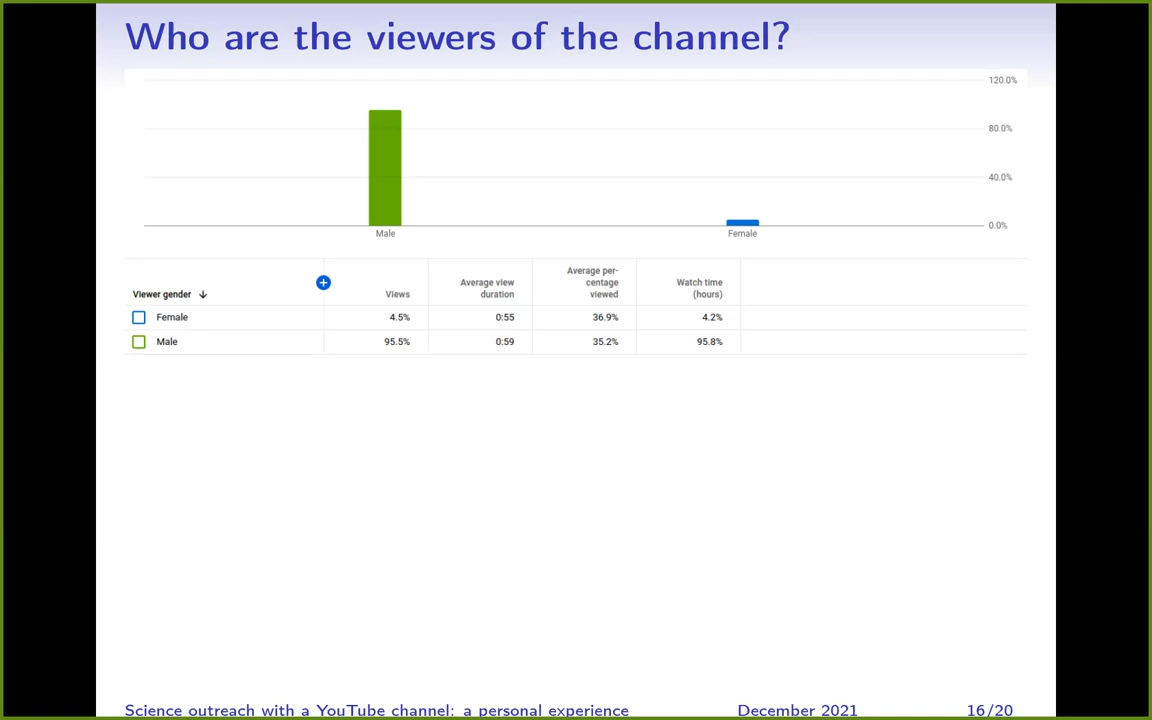 Who are the viewers of the channel?
120.0%
80.0%
40.0%
0.0%
Male Female
Viewer gender Views Average view duration Average per-centage viewed Watch time (hours)
Female 4.5% 0:55 36.9% 4.2%
Male 95.5% 0:59 35.2% 95.8%
Science outreach with a YouTube channel: a personal experience December 2021 16/20